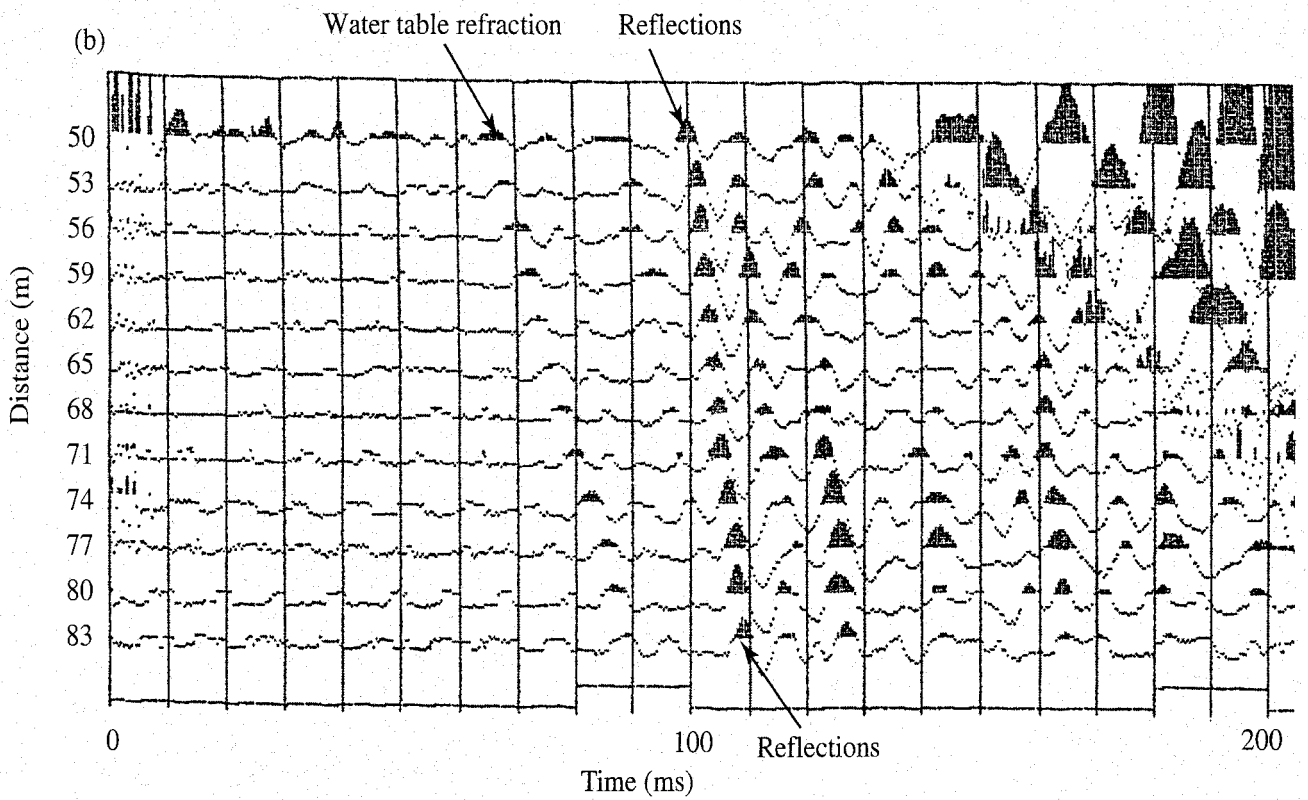 (b)
Water table refraction
Reflections
50
53
56
59
62
65
68
71
74
77
80
83
Distance (m)
0
100
200
Reflections
Time (ms)